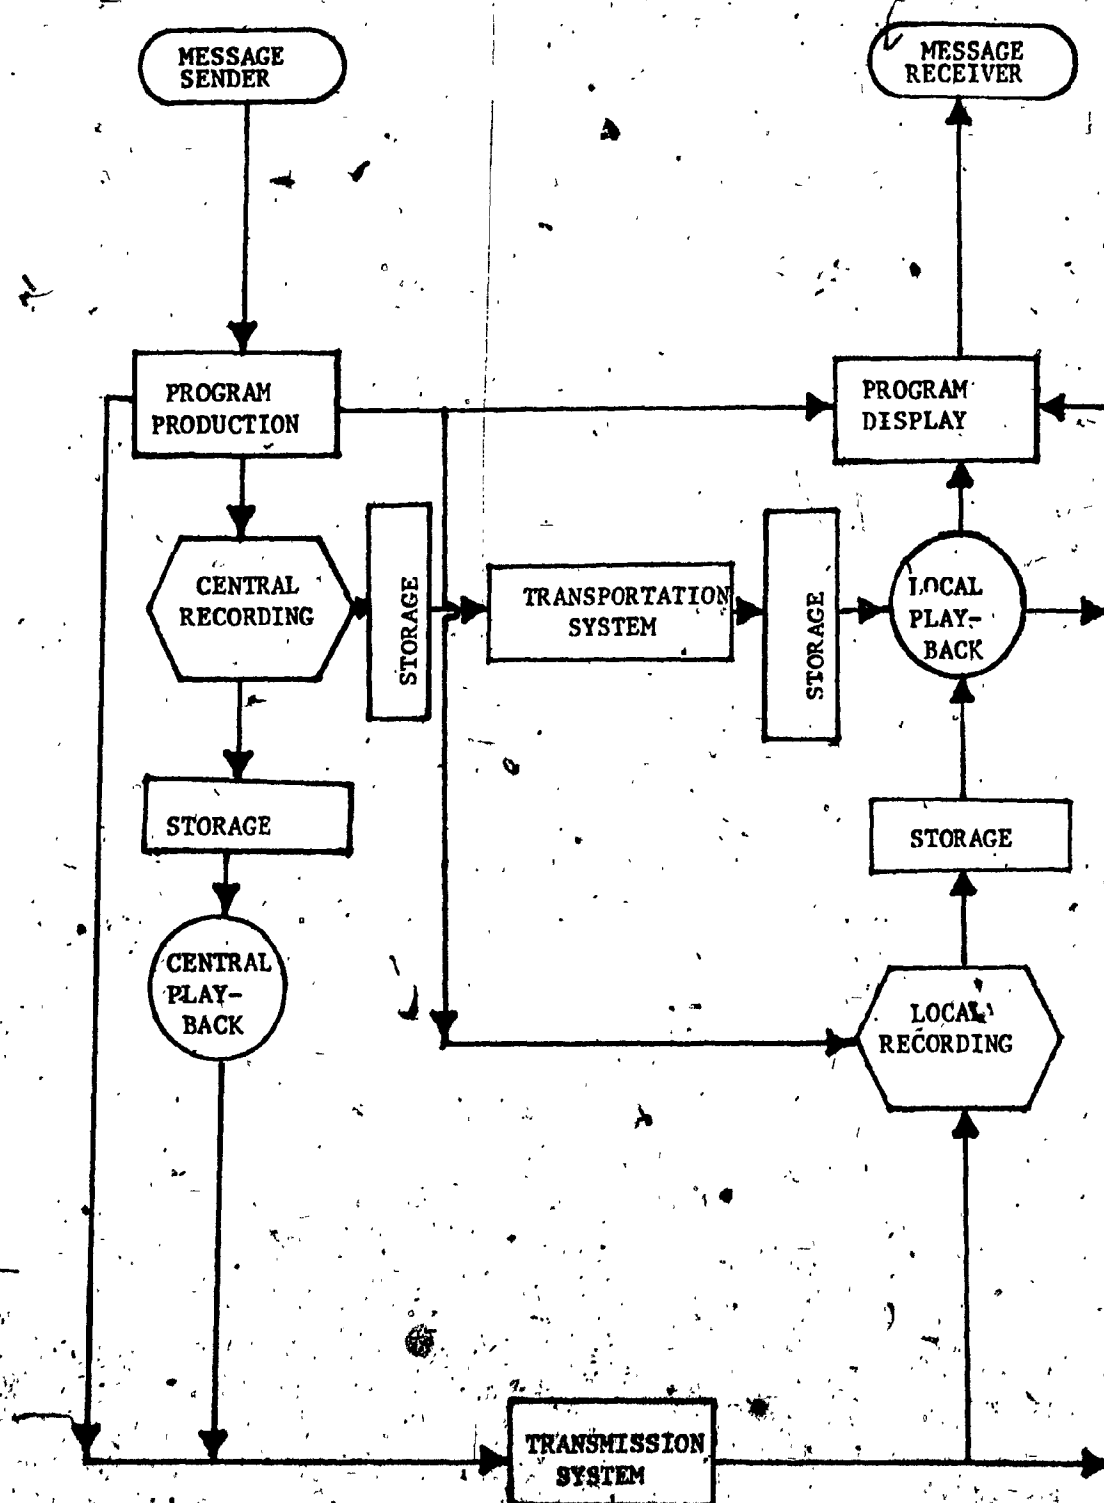 MESSAGE
SENDER
MESSAGE
RECEIVER
PROGRAM
PRODUCTION
PROGRAM
DISPLAY
CENTRAL
RECORDING
STORAGE
TRANSPORTATION
SYSTEM
STORAGE
LOCAL
PLAY-
BACK
STORAGE
STORAGE
CENTRAL
PLAY-
BACK
LOCAL
RECORDING
TRANSMISSION
SYSTEM